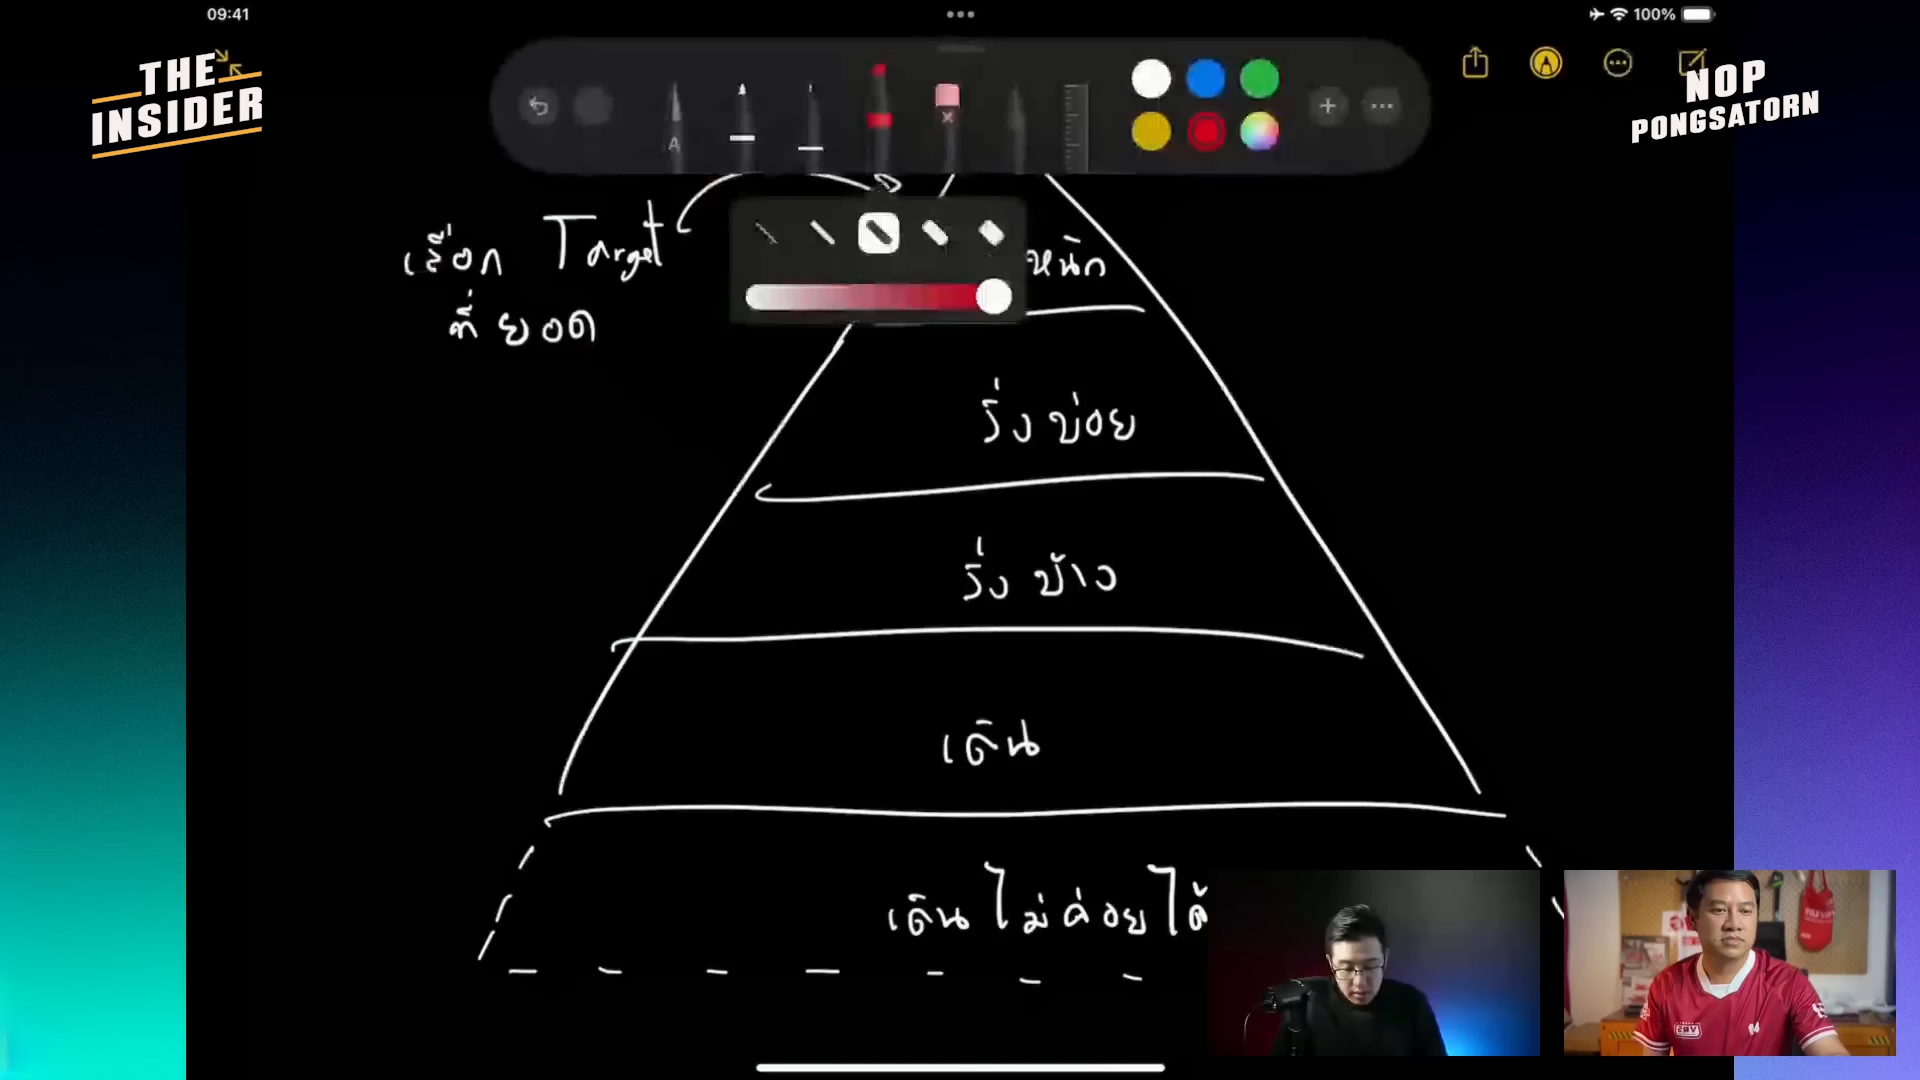 09:41
100%
THE
INSIDER
NOP
PONGSATORN
A
เลือก Target
ที่ ยอด
หนัก
วิ่ง บ่อย
วิ่ง บ้าง
เดิน
เดิน ไม่ ค่อย ได้